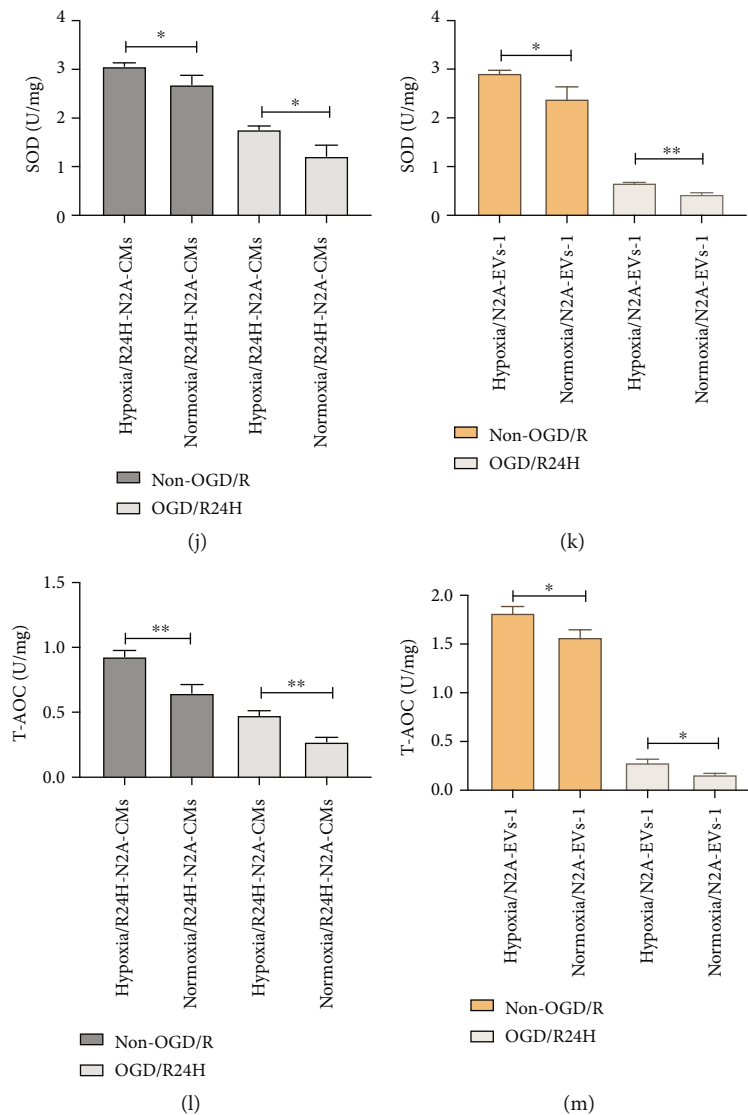 4
3
2
1
0
SOD (U/mg)
*
*
Hypoxia/R24H-N2A-CMs
Normoxia/R24H-N2A-CMs
Hypoxia/R24H-N2A-CMs
Normoxia/R24H-N2A-CMs
Non-OGD/R
OGD/R24H
(j)
4
3
2
1
0
SOD (U/mg)
*
**
Hypoxia/N2A-EVs-1
Normoxia/N2A-EVs-1
Hypoxia/N2A-EVs-1
Normoxia/N2A-EVs-1
Non-OGD/R
OGD/R24H
(k)
1.5
1.0
0.5
0.0
T-AOC (U/mg)
**
**
Hypoxia/R24H-N2A-CMs
Normoxia/R24H-N2A-CMs
Hypoxia/R24H-N2A-CMs
Normoxia/R24H-N2A-CMs
Non-OGD/R
OGD/R24H
(l)
2.0
1.5
1.0
0.5
0.0
T-AOC (U/mg)
*
*
Hypoxia/N2A-EVs-1
Normoxia/N2A-EVs-1
Hypoxia/N2A-EVs-1
Normoxia/N2A-EVs-1
Non-OGD/R
OGD/R24H
(m)